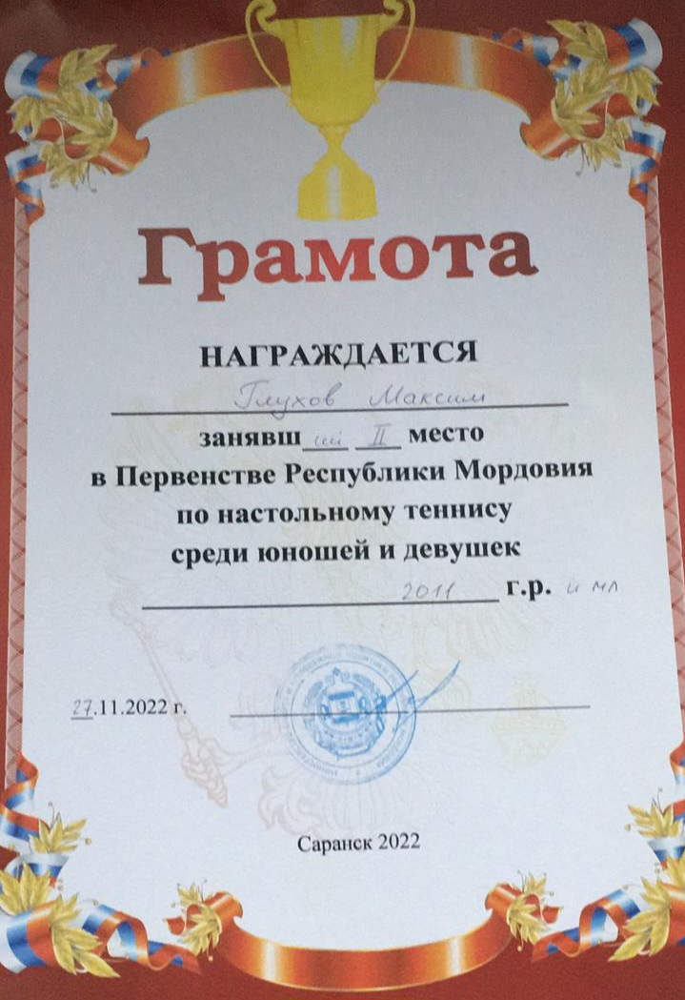 Грамота
НАГРАЖДАЕТСЯ
Глухов Максим
занявший II место
в Первенстве Республики Мордовия
по настольному теннису
среди юношей и девушек
2011 г.р. и мл
27.11.2022 г.
Саранск 2022